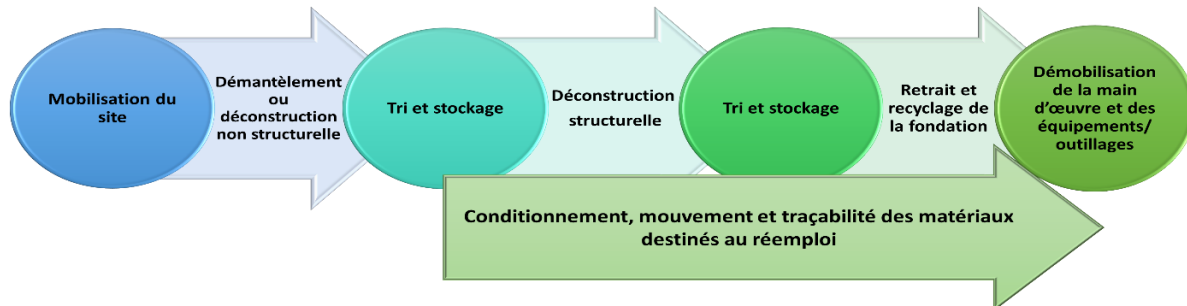 Mobilisation du
site
Démantèlement
ou
déconstruction
non structurelle
Tri et stockage
Déconstruction
structurelle
Tri et stockage
Retrait et
recyclage de
la fondation
Démobilisation
de la main
d’œuvre et des
équipements/
outillages
Conditionnement, mouvement et traçabilité des matériaux
destinés au réemploi